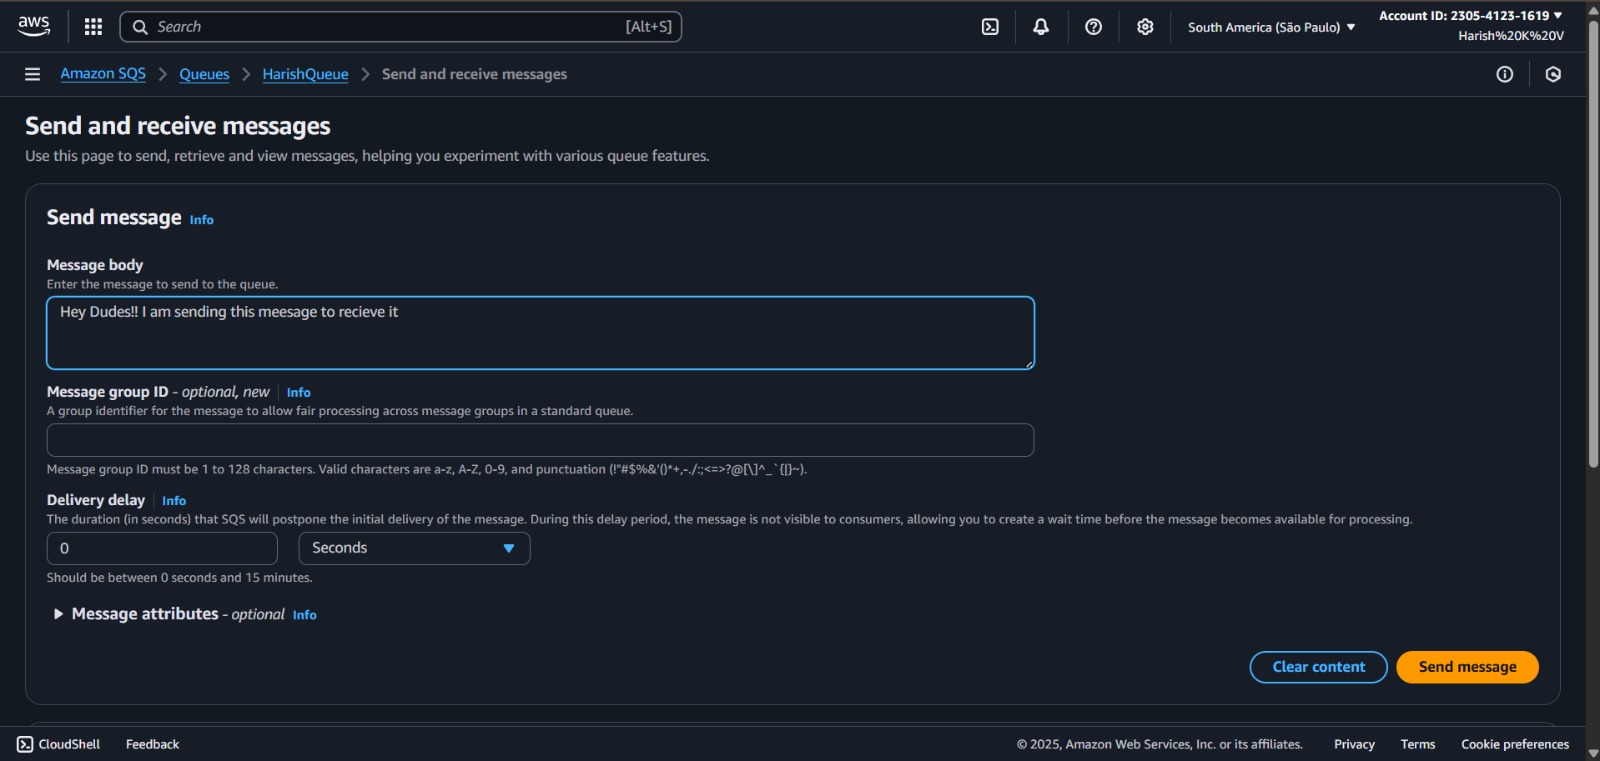 aws
Search [Alt+S]
South America (São Paulo)
Account ID: 2305-4123-1619
Harish%20K%20V
Amazon SQS
Queues
HarishQueue
Send and receive messages
Send and receive messages
Use this page to send, retrieve and view messages, helping you experiment with various queue features.
Send message Info
Message body
Enter the message to send to the queue.
Hey Dudes!! I am sending this meesage to recieve it
Message group ID - optional, new Info
A group identifier for the message to allow fair processing across message groups in a standard queue.
Message group ID must be 1 to 128 characters. Valid characters are a-z, A-Z, 0-9, and punctuation (!"#$%&'()*+,-./:;<=>?@[\]^_`{|}~).
Delivery delay Info
The duration (in seconds) that SQS will postpone the initial delivery of the message. During this delay period, the message is not visible to consumers, allowing you to create a wait time before the message becomes available for processing.
0
Seconds
Should be between 0 seconds and 15 minutes.
Message attributes - optional Info
Clear content
Send message
CloudShell
Feedback
© 2025, Amazon Web Services, Inc. or its affiliates.
Privacy
Terms
Cookie preferences